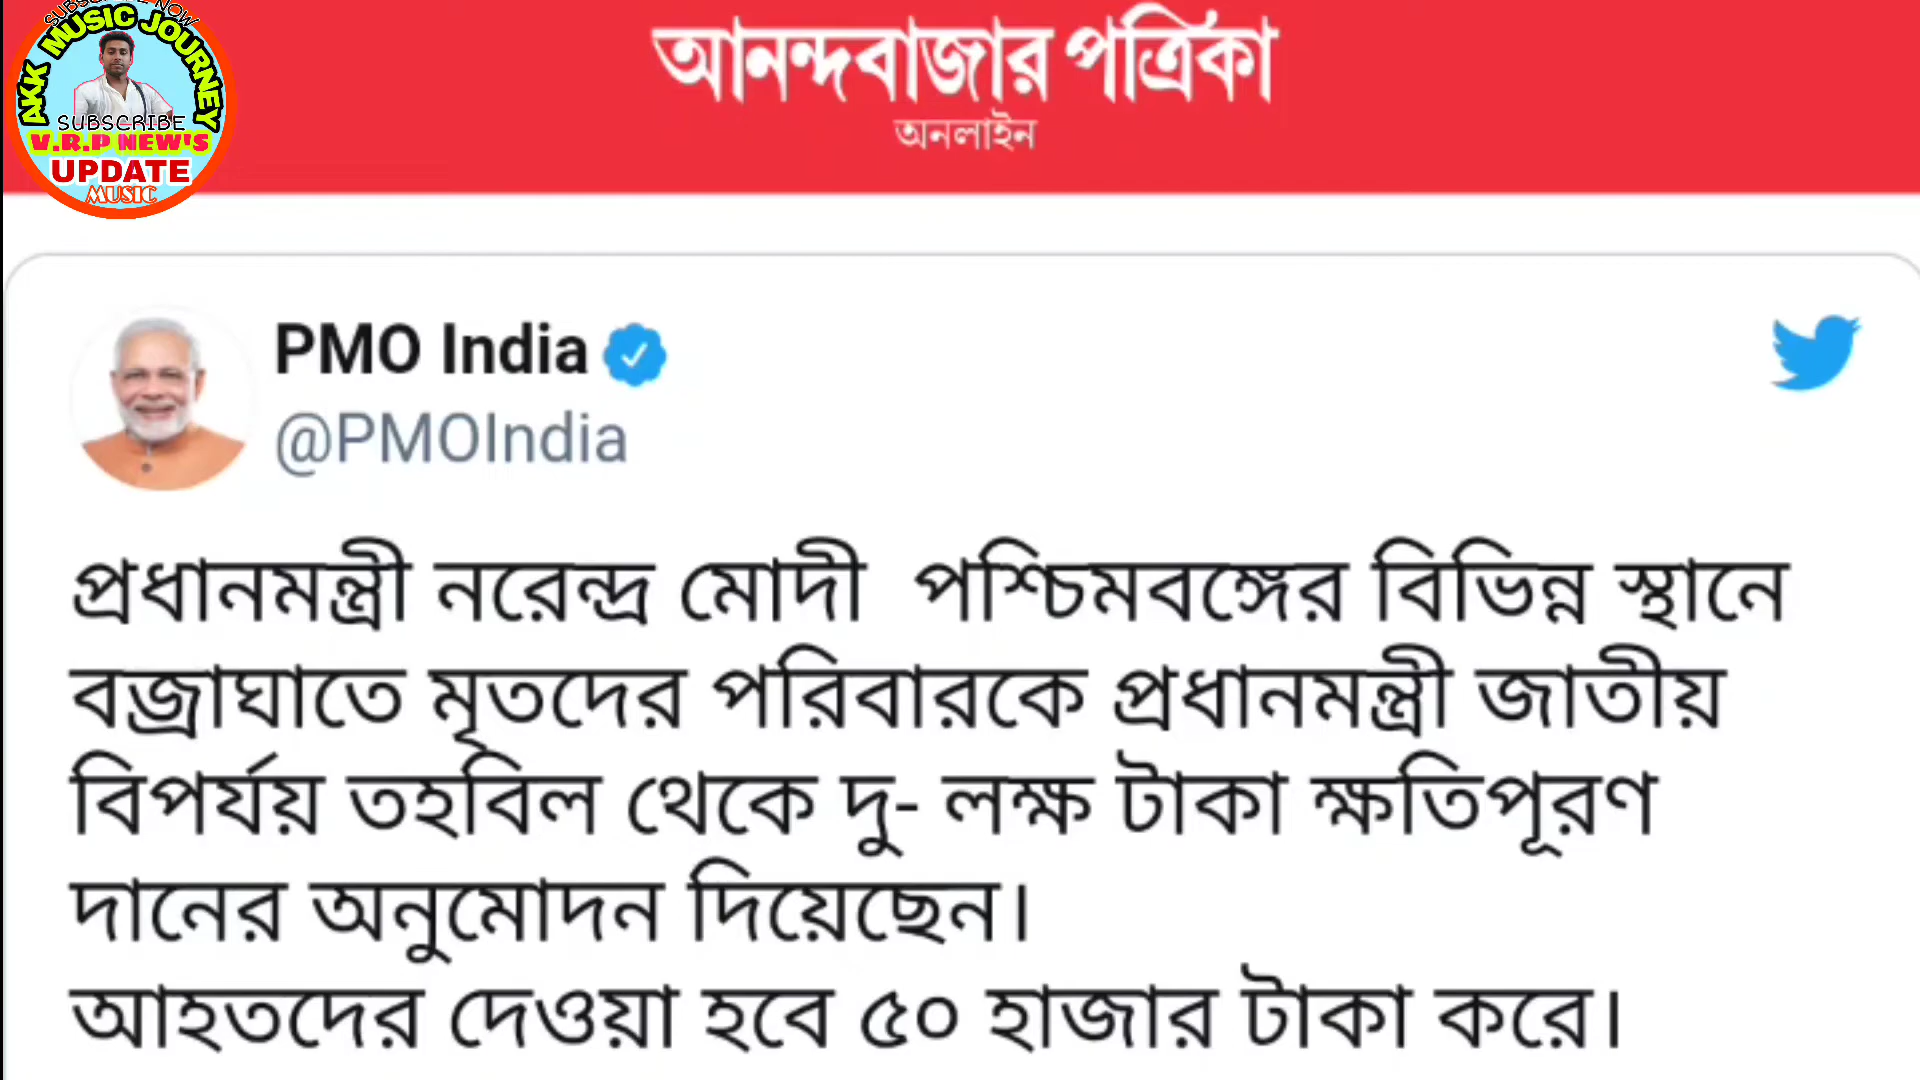 SUBSCRIBE NOW
AKK MUSIC JOURNEY
SUBSCRIBE
V.R.P NEW'S
UPDATE
MUSIC
আনন্দবাজার পত্রিকা
অনলাইন
PMO India
@PMOIndia
প্রধানমন্ত্রী নরেন্দ্র মোদী পশ্চিমবঙ্গের বিভিন্ন স্থানে
বজ্রাঘাতে মৃতদের পরিবারকে প্রধানমন্ত্রী জাতীয়
বিপর্যয় তহবিল থেকে দু- লক্ষ টাকা ক্ষতিপূরণ
দানের অনুমোদন দিয়েছেন।
আহতদের দেওয়া হবে ৫০ হাজার টাকা করে।